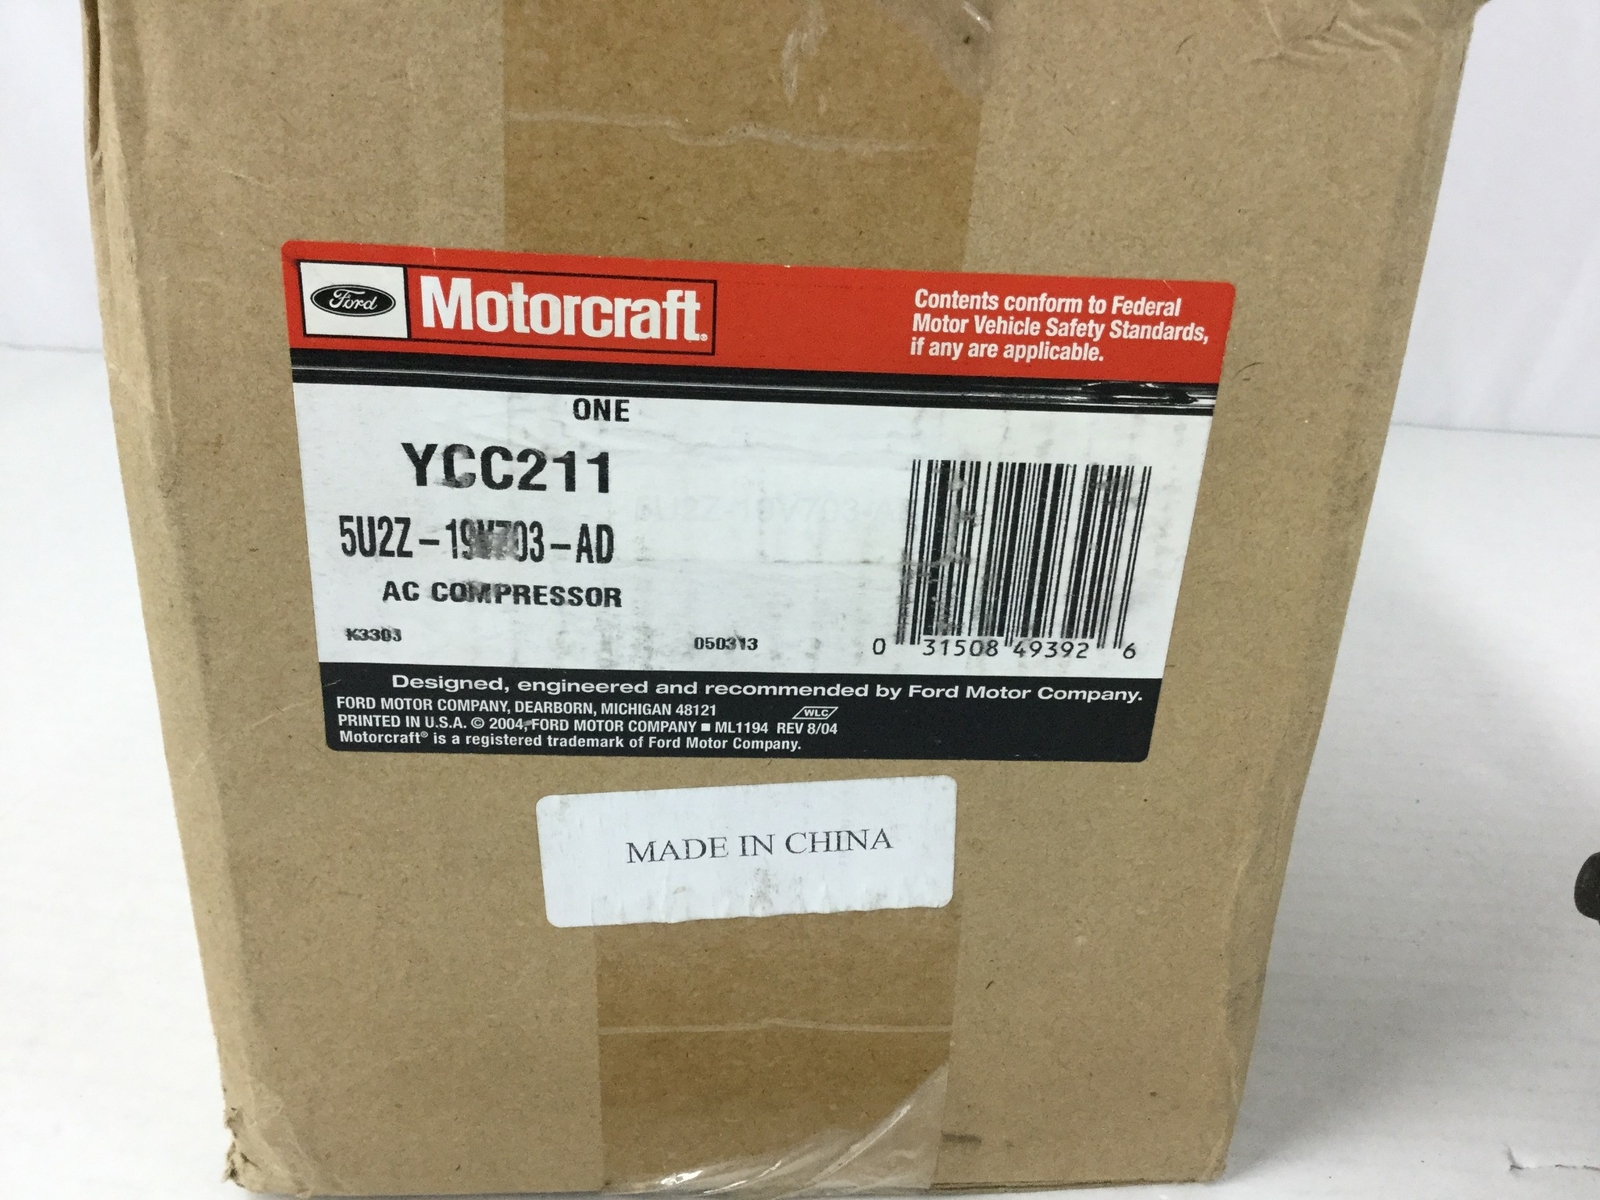 Ford
Motorcraft.
Contents conform to Federal
Motor Vehicle Safety Standards,
if any are applicable.
ONE
YCC211
5U2Z-19V703-AD
AC COMPRESSOR
K3303
050313
0 31508 49392 6
Designed, engineered and recommended by Ford Motor Company.
FORD MOTOR COMPANY, DEARBORN, MICHIGAN 48121
WLC
PRINTED IN U.S.A. © 2004, FORD MOTOR COMPANY ■ ML1194 REV 8/04
Motorcraft® is a registered trademark of Ford Motor Company.
MADE IN CHINA